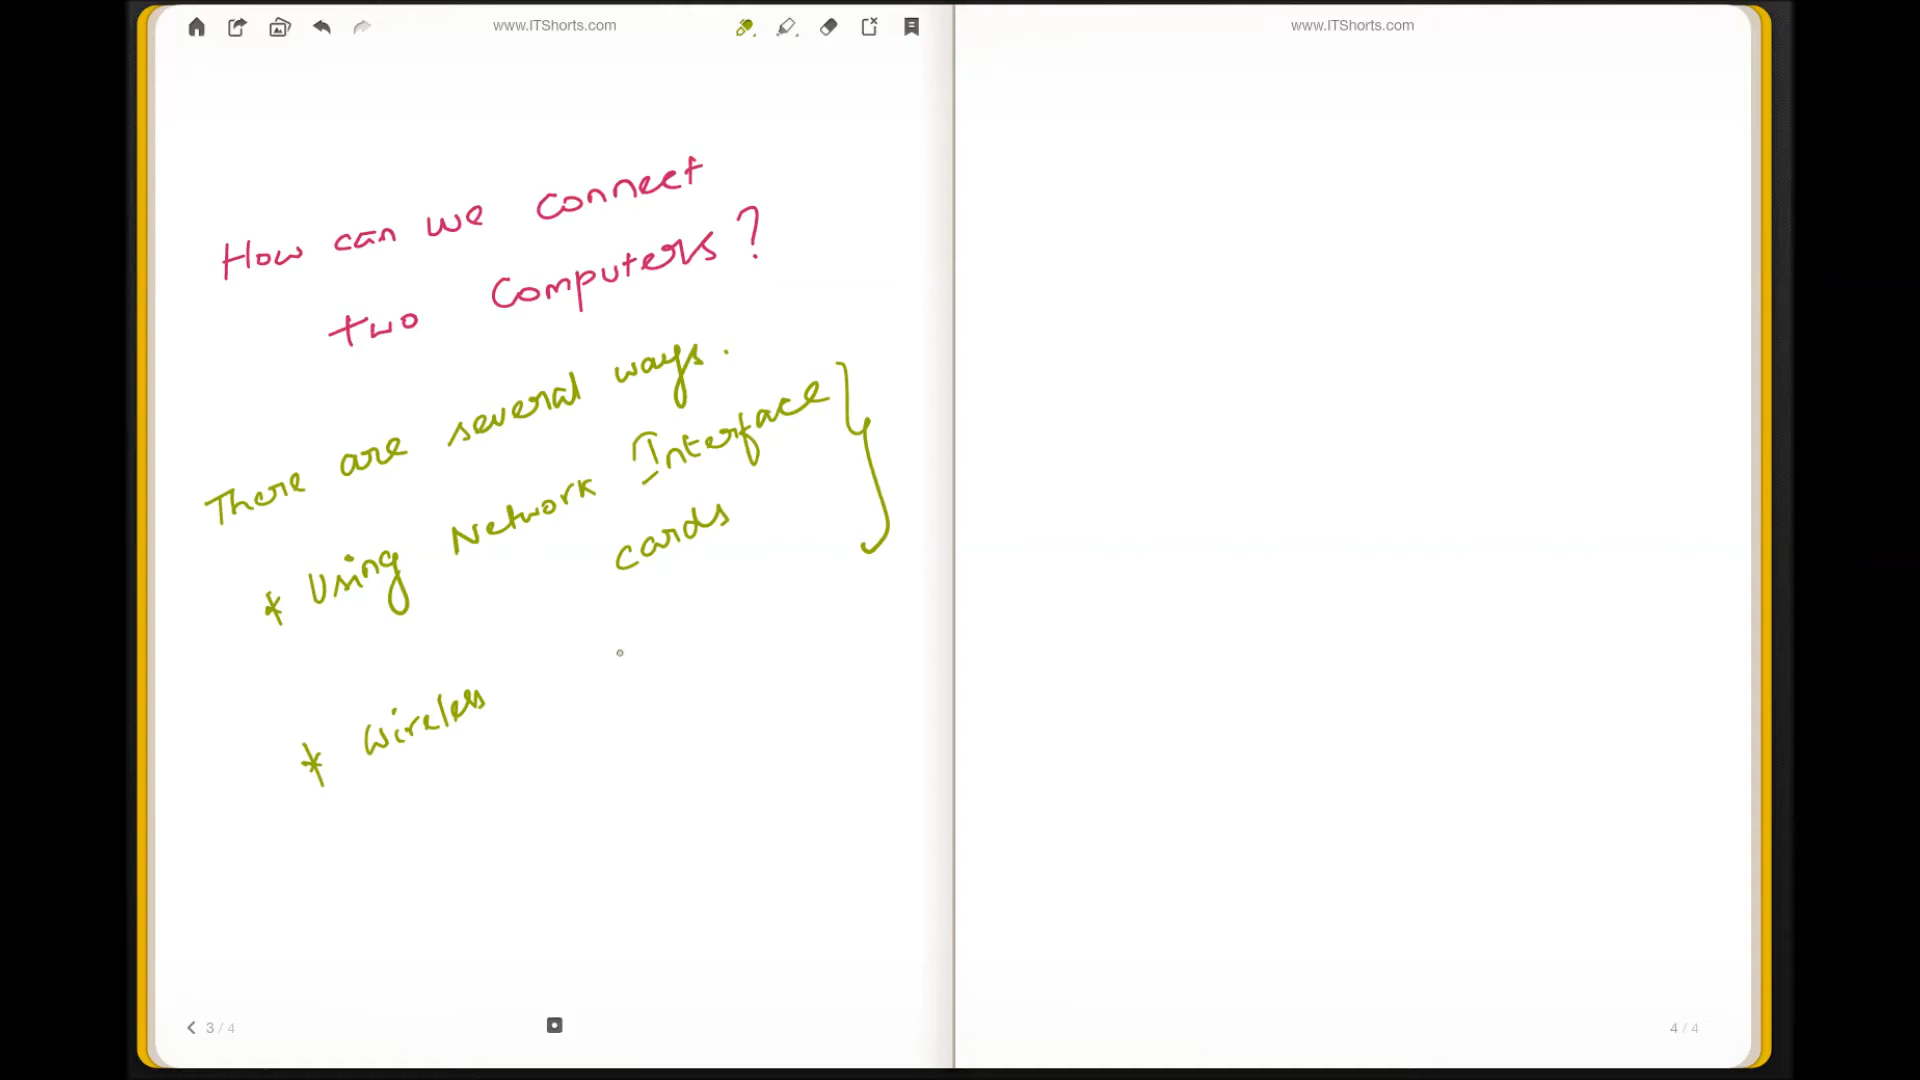 www.ITShorts.com
How can we connect
two Computers?
There are several ways.
* Using Network Interface
cards
* Wireless
3 / 4
www.ITShorts.com
4 / 4